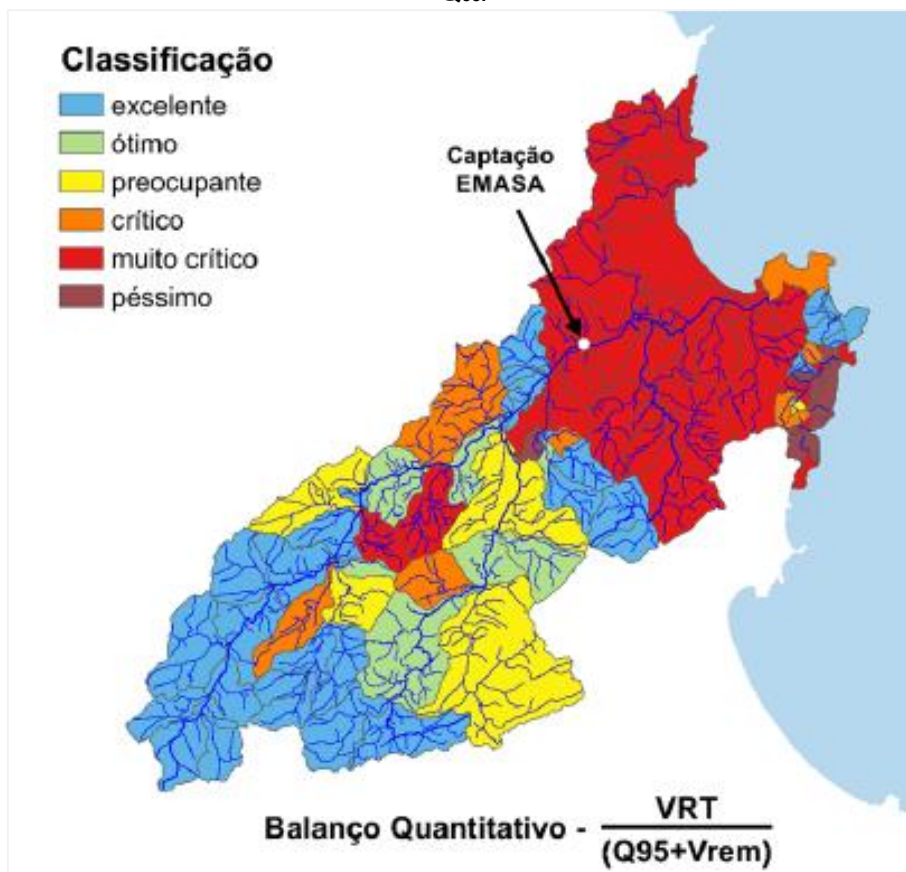 Classificação
excelente
ótimo
preocupante
crítico
muito crítico
péssimo
Captação
EMASA
Balanço Quantitativo - VRT
(Q95+Vrem)